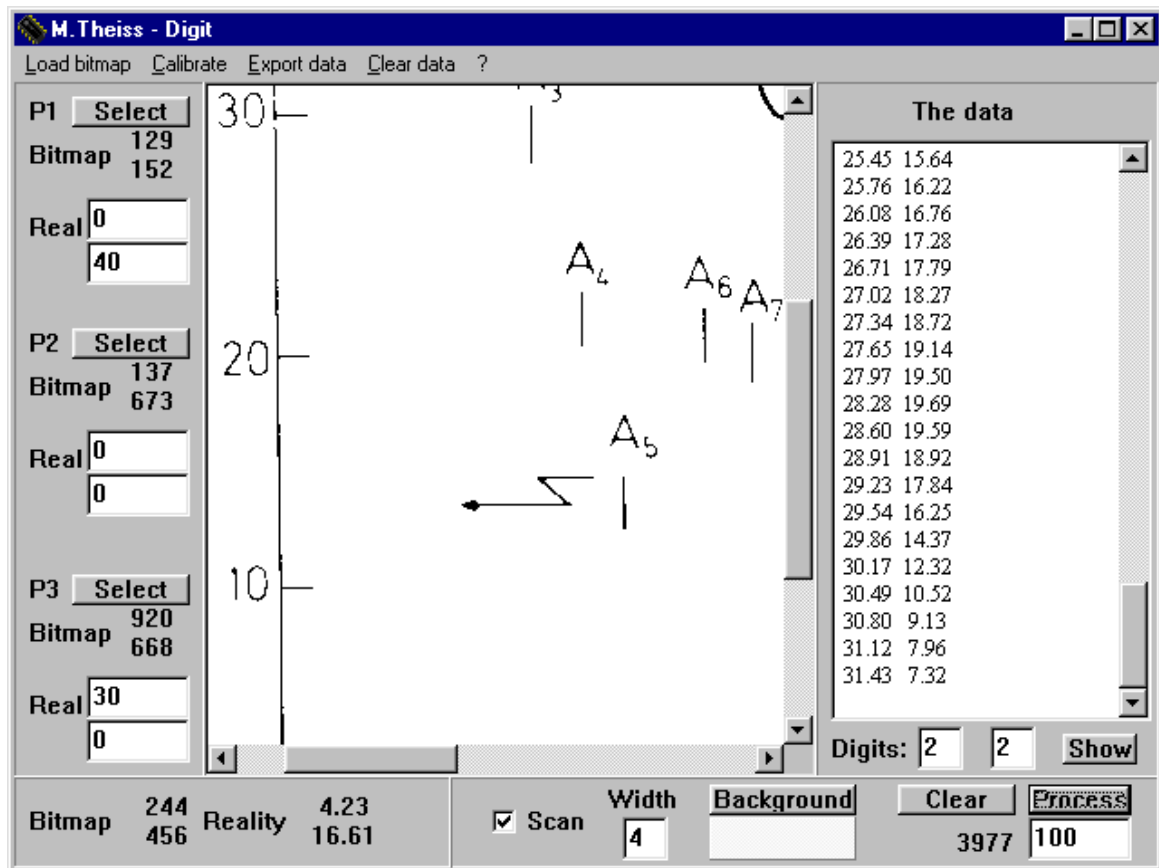 M.Theiss - Digit
Load bitmap Calibrate Export data Clear data ?
P1 Select
Bitmap 129
152
Real 0
40
P2 Select
Bitmap 137
673
Real 0
0
P3 Select
Bitmap 920
668
Real 30
0
30
20
10
3
A4
A6
A7
A5
The data
25.45 15.64
25.76 16.22
26.08 16.76
26.39 17.28
26.71 17.79
27.02 18.27
27.34 18.72
27.65 19.14
27.97 19.50
28.28 19.69
28.60 19.59
28.91 18.92
29.23 17.84
29.54 16.25
29.86 14.37
30.17 12.32
30.49 10.52
30.80 9.13
31.12 7.96
31.43 7.32
Digits: 2 2 Show
Bitmap 244 Reality 4.23
456 16.61
Scan
Width
4
Background
Clear Process
3977 100